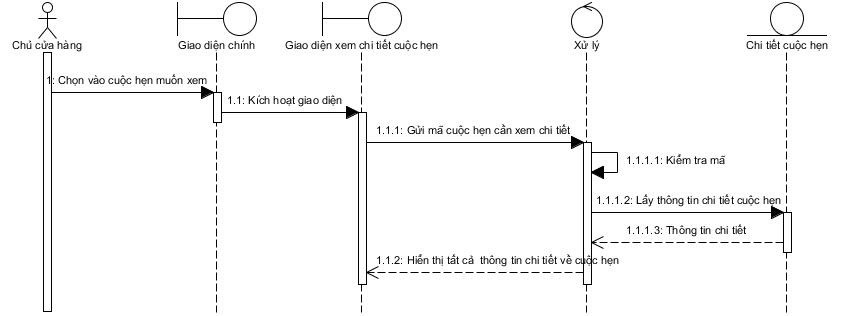 Chủ cửa hàng
Giao diện chính
Giao diện xem chi tiết cuộc hẹn
Xử lý
Chi tiết cuộc hẹn
1: Chọn vào cuộc hẹn muốn xem
1.1: Kích hoạt giao diện
1.1.1: Gửi mã cuộc hẹn cần xem chi tiết
1.1.1.1: Kiểm tra mã
1.1.1.2: Lấy thông tin chi tiết cuộc hẹn
1.1.1.3: Thông tin chi tiết
1.1.2: Hiển thị tất cả thông tin chi tiết về cuộc hẹn